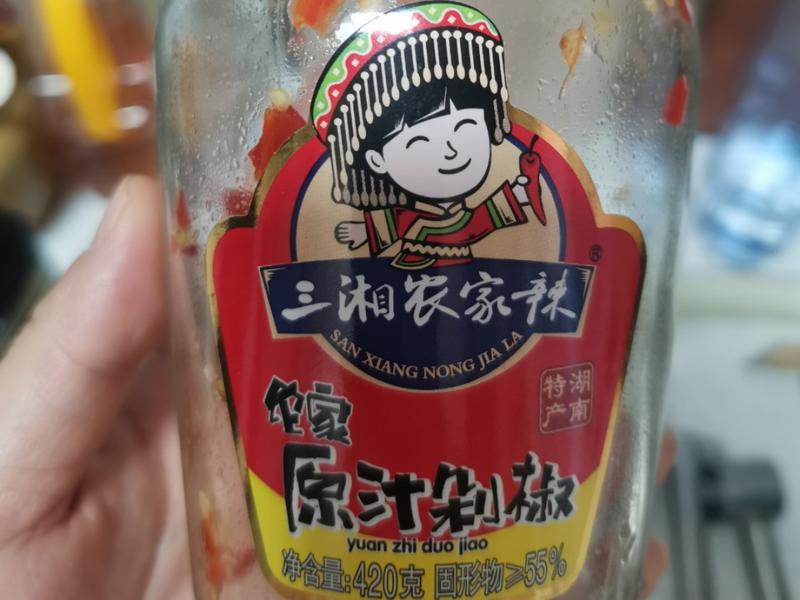 三湘农家辣
®
SAN XIANG NONG JIA LA
湖南
特产
农家
原汁剁椒
yuan zhi duo jiao
净含量:420克 固形物≥55%